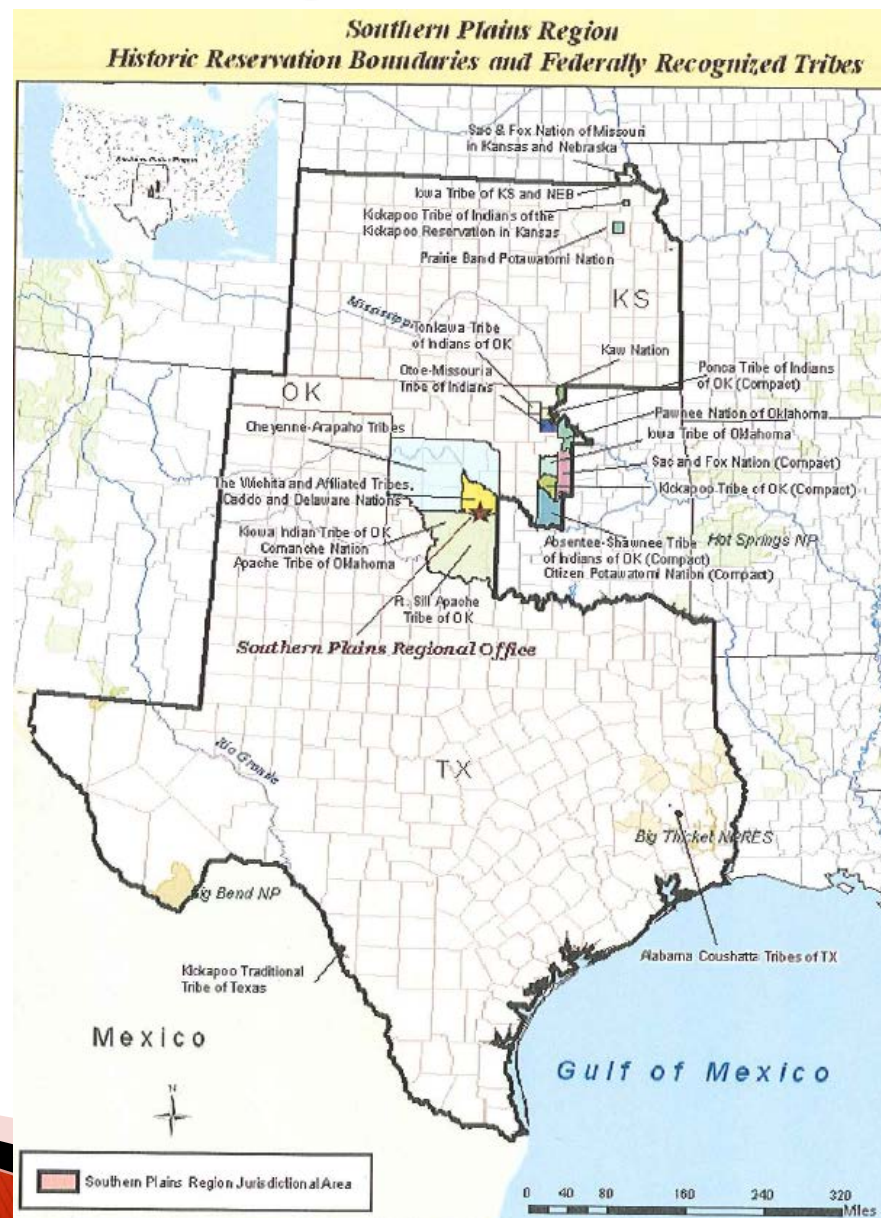 Southern Plains Region
Historic Reservation Boundaries and Federally Recognized Tribes
Southern Plains Region
Sac & Fox Nation of Missouri
in Kansas and Nebraska
Iowa Tribe of KS and NEB
Kickapoo Tribe of Indians of the
Kickapoo Reservation in Kansas
Prairie Band Potawatomi Nation
KS
Mississippi
Tonkawa Tribe
of Indians of OK
Kaw Nation
Otoe-Missouria
Tribe of Indians
Ponca Tribe of Indians
of OK (Compact)
OK
Pawnee Nation of Oklahoma
Cheyenne-Arapaho Tribes
Iowa Tribe of Oklahoma
Sac and Fox Nation (Compact)
The Wichita and Affiliated Tribes,
Caddo and Delaware Nations
Kickapoo Tribe of OK (Compact)
Kiowa Indian Tribe of OK
Comanche Nation
Apache Tribe of Oklahoma
Absentee-Shawnee Tribe
of Indians of OK (Compact)
Citizen Potawatomi Nation (Compact)
Hot Springs NP
Ft. Sill Apache
Tribe of OK
Southern Plains Regional Office
Rio Grande
TX
Big Thicket NPRES
Big Bend NP
Alabama Coushatta Tribes of TX
Kickapoo Traditional
Tribe of Texas
Mexico
Gulf of Mexico
N
Southern Plains Region Jurisdictional Area
0 40 80 160 240 320
Miles